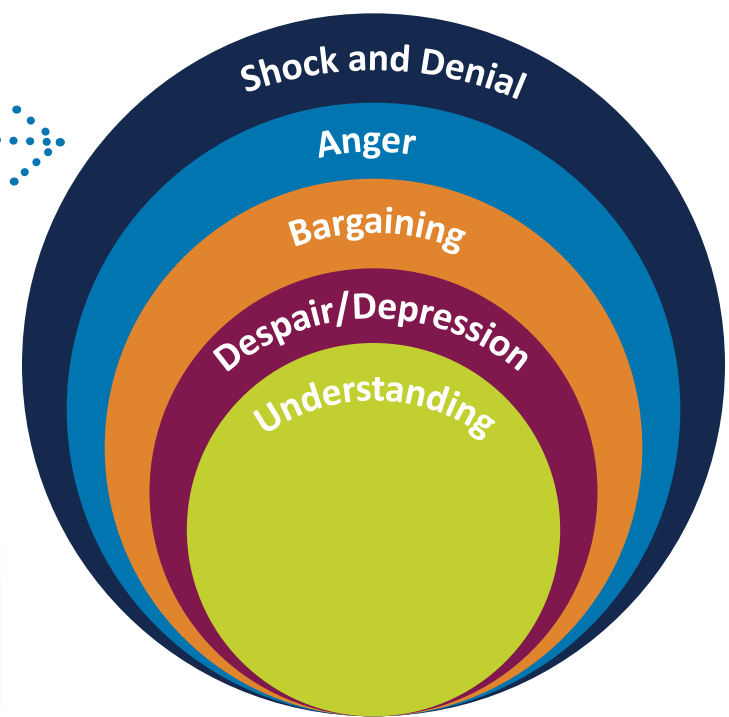 Shock and Denial
Anger
Bargaining
Despair/Depression
Understanding